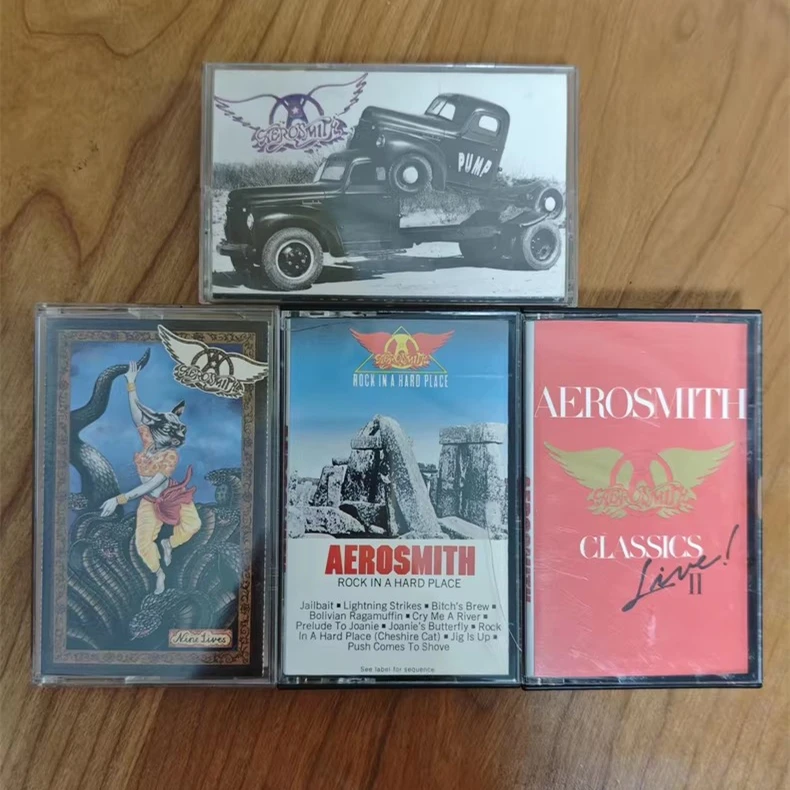 AEROSMITH
PUMP
AEROSMITH
Nine Lives
AEROSMITH
ROCK IN A HARD PLACE
AEROSMITH
ROCK IN A HARD PLACE
Jailbait ▪ Lightning Strikes ▪ Bitch's Brew ▪
Bolivian Ragamuffin ▪ Cry Me A River ▪
Prelude To Joanie ▪ Joanie's Butterfly ▪ Rock
In A Hard Place (Cheshire Cat) ▪ Jig Is Up ▪
Push Comes To Shove
See label for sequence.
AEROSMITH
AEROSMITH
CLASSICS
Live!
II